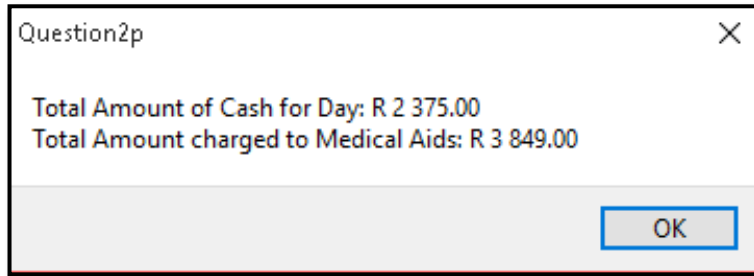 Question2p
Total Amount of Cash for Day: R 2 375.00
Total Amount charged to Medical Aids: R 3 849.00
OK